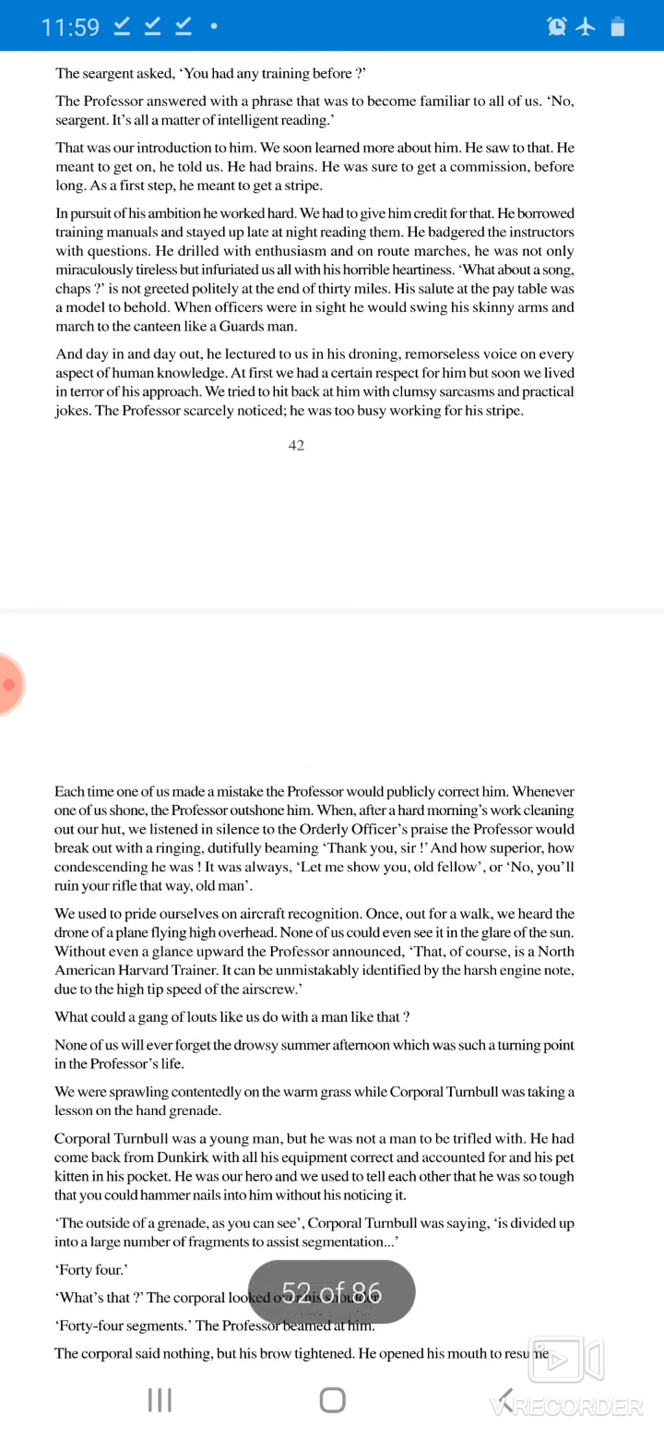 11:59
The seargent asked, ‘You had any training before ?’
The Professor answered with a phrase that was to become familiar to all of us. ‘No,
seargent. It’s all a matter of intelligent reading.’
That was our introduction to him. We soon learned more about him. He saw to that. He
meant to get on, he told us. He had brains. He was sure to get a commission, before
long. As a first step, he meant to get a stripe.
In pursuit of his ambition he worked hard. We had to give him credit for that. He borrowed
training manuals and stayed up late at night reading them. He badgered the instructors
with questions. He drilled with enthusiasm and on route marches, he was not only
miraculously tireless but infuriated us all with his horrible heartiness. ‘What about a song,
chaps ?’ is not greeted politely at the end of thirty miles. His salute at the pay table was
a model to behold. When officers were in sight he would swing his skinny arms and
march to the canteen like a Guards man.
And day in and day out, he lectured to us in his droning, remorseless voice on every
aspect of human knowledge. At first we had a certain respect for him but soon we lived
in terror of his approach. We tried to hit back at him with clumsy sarcasms and practical
jokes. The Professor scarcely noticed; he was too busy working for his stripe.
42
Each time one of us made a mistake the Professor would publicly correct him. Whenever
one of us shone, the Professor outshone him. When, after a hard morning’s work cleaning
out our hut, we listened in silence to the Orderly Officer’s praise the Professor would
break out with a ringing, dutifully beaming ‘Thank you, sir !’ And how superior, how
condescending he was ! It was always, ‘Let me show you, old fellow’, or ‘No, you’ll
ruin your rifle that way, old man’.
We used to pride ourselves on aircraft recognition. Once, out for a walk, we heard the
drone of a plane flying high overhead. None of us could even see it in the glare of the sun.
Without even a glance upward the Professor announced, ‘That, of course, is a North
American Harvard Trainer. It can be unmistakably identified by the harsh engine note,
due to the high tip speed of the airscrew.’
What could a gang of louts like us do with a man like that ?
None of us will ever forget the drowsy summer afternoon which was such a turning point
in the Professor’s life.
We were sprawling contentedly on the warm grass while Corporal Turnbull was taking a
lesson on the hand grenade.
Corporal Turnbull was a young man, but he was not a man to be trifled with. He had
come back from Dunkirk with all his equipment correct and accounted for and his pet
kitten in his pocket. He was our hero and we used to tell each other that he was so tough
that you could hammer nails into him without his noticing it.
‘The outside of a grenade, as you can see’, Corporal Turnbull was saying, ‘is divided up
into a large number of fragments to assist segmentation...’
‘Forty four.’
‘What’s that ?’ The corporal looked
52 of 86
‘Forty-four segments.’ The Professor beamed at him.
The corporal said nothing, but his brow tightened. He opened his mouth to resume
V RECORDER